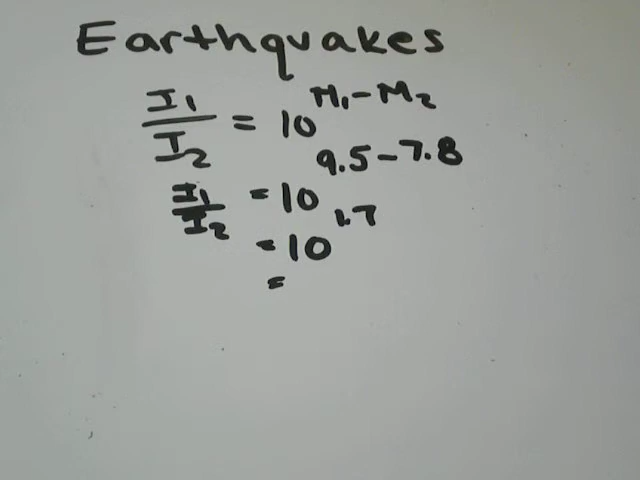 Earthquakes
I₁/I₂ = 10^(M₁-M₂)
I₁/I₂ = 10^(9.5-7.8)
= 10^(1.7)
=